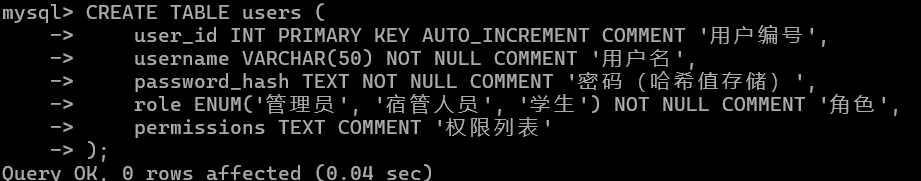 mysql> CREATE TABLE users (
    ->     user_id INT PRIMARY KEY AUTO_INCREMENT COMMENT '用户编号',
    ->     username VARCHAR(50) NOT NULL COMMENT '用户名',
    ->     password_hash TEXT NOT NULL COMMENT '密码（哈希值存储）',
    ->     role ENUM('管理员', '宿管人员', '学生') NOT NULL COMMENT '角色',
    ->     permissions TEXT COMMENT '权限列表'
    -> );
Query OK, 0 rows affected (0.04 sec)